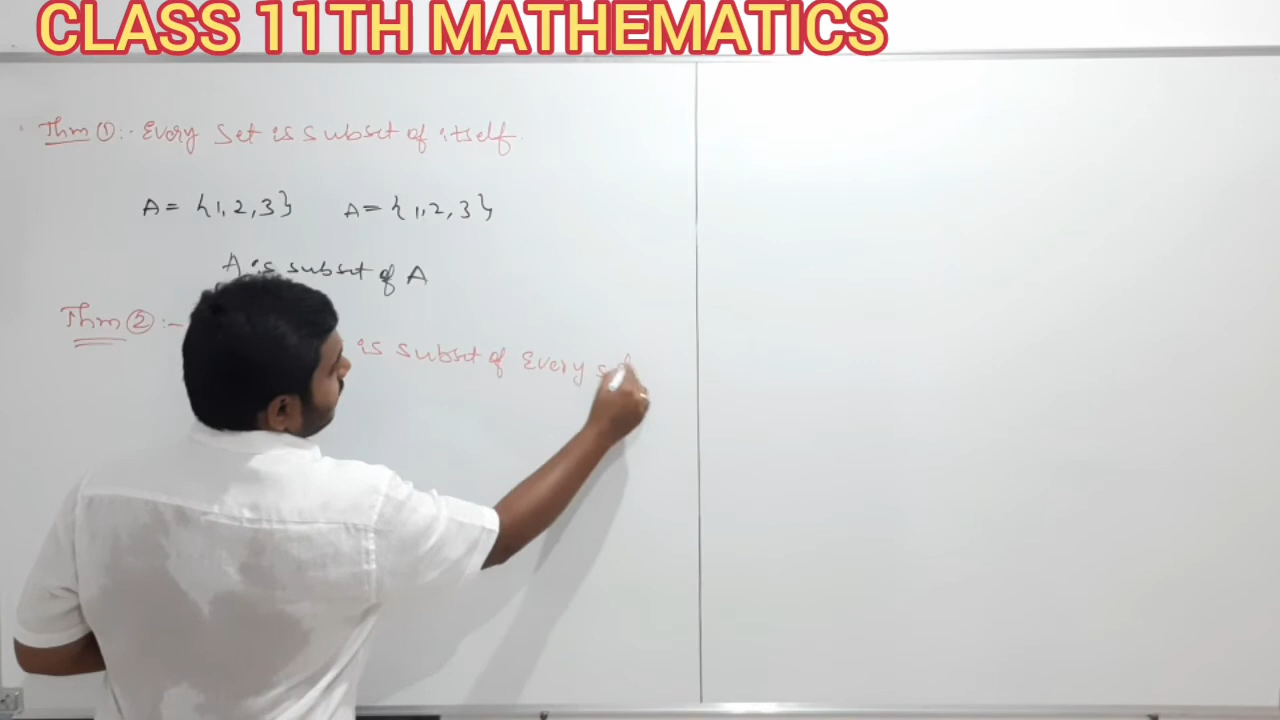 CLASS 11TH MATHEMATICS
Thm ① :- Every Set is subset of itself.
A = {1, 2, 3} A = {1, 2, 3}
A is subset of A
Thm ② :-
is subset of Every